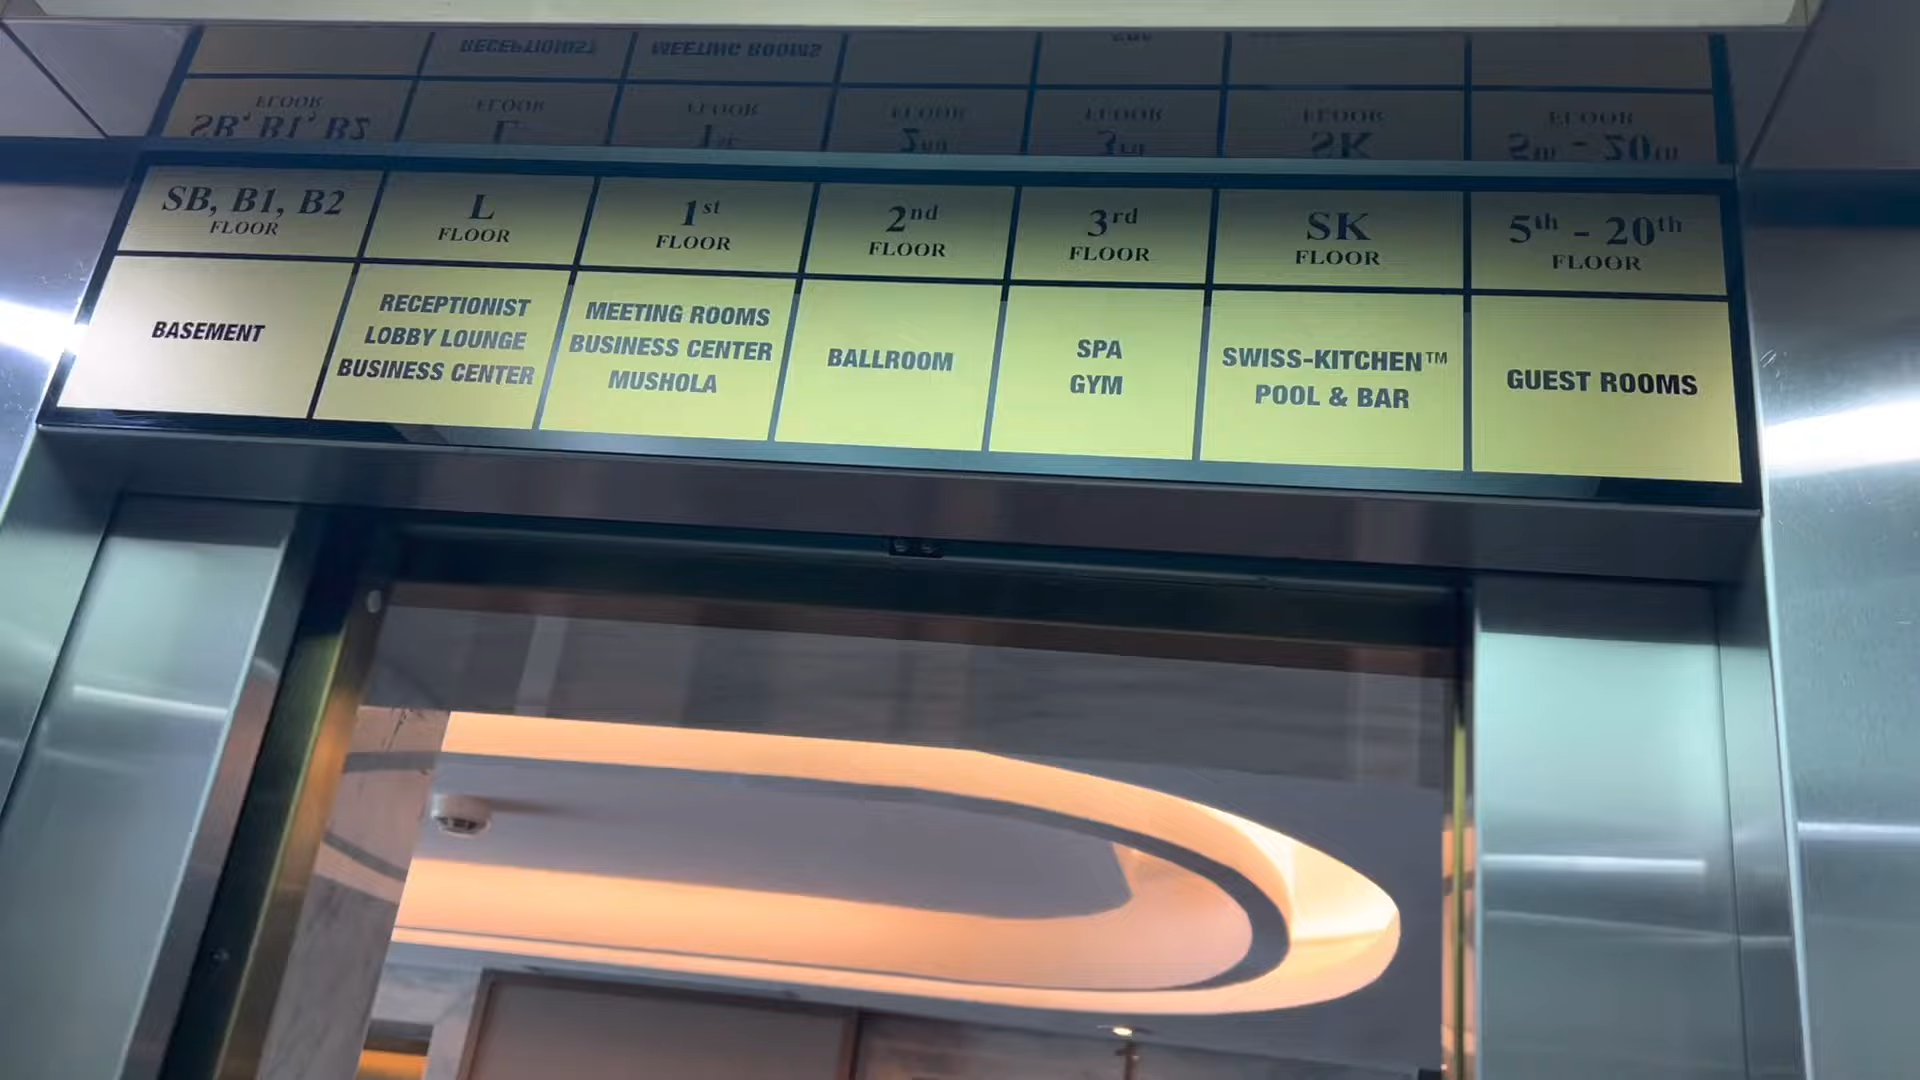 SB, B1, B2
FLOOR
BASEMENT
L
FLOOR
RECEPTIONIST
LOBBY LOUNGE
BUSINESS CENTER
1st
FLOOR
MEETING ROOMS
BUSINESS CENTER
MUSHOLA
2nd
FLOOR
BALLROOM
3rd
FLOOR
SPA
GYM
SK
FLOOR
SWISS-KITCHEN™
POOL & BAR
5th - 20th
FLOOR
GUEST ROOMS